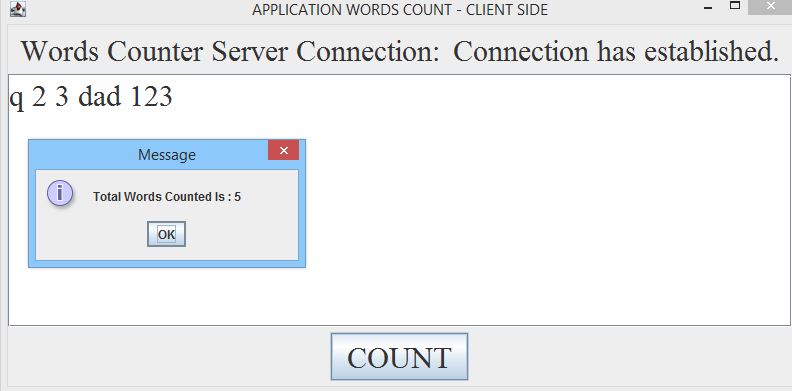 APPLICATION WORDS COUNT - CLIENT SIDE
Words Counter Server Connection: Connection has established.
q 2 3 dad 123
Message
i
Total Words Counted Is : 5
OK
COUNT